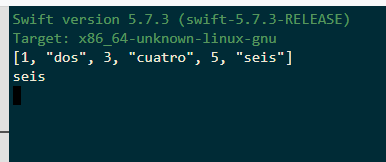 Swift version 5.7.3 (swift-5.7.3-RELEASE)
Target: x86_64-unknown-linux-gnu
[1, "dos", 3, "cuatro", 5, "seis"]
seis